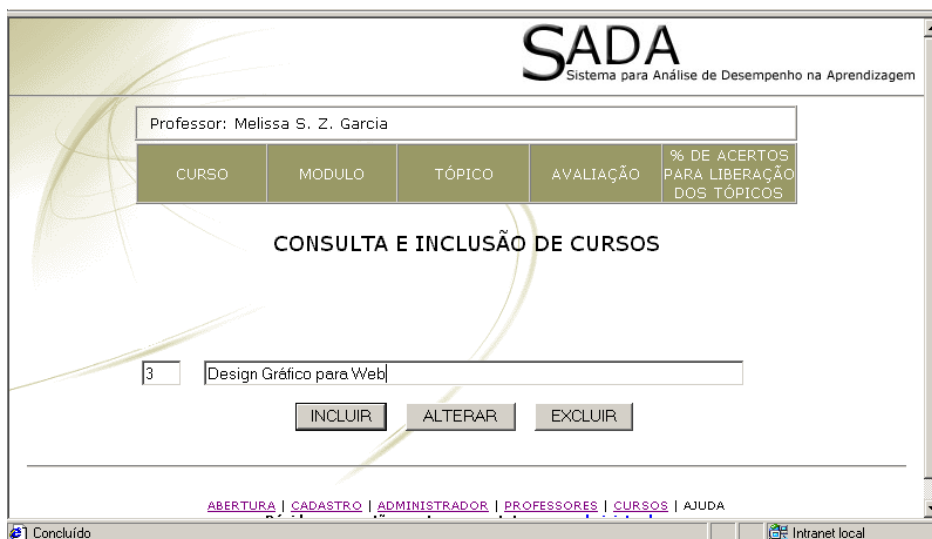 SADA
Sistema para Análise de Desempenho na Aprendizagem
Professor: Melissa S. Z. Garcia
CURSO MODULO TÓPICO AVALIAÇÃO % DE ACERTOS
PARA LIBERAÇÃO
DOS TÓPICOS
CONSULTA E INCLUSÃO DE CURSOS
3 Design Gráfico para Web
INCLUIR ALTERAR EXCLUIR
ABERTURA | CADASTRO | ADMINISTRADOR | PROFESSORES | CURSOS | AJUDA
Concluído Intranet local